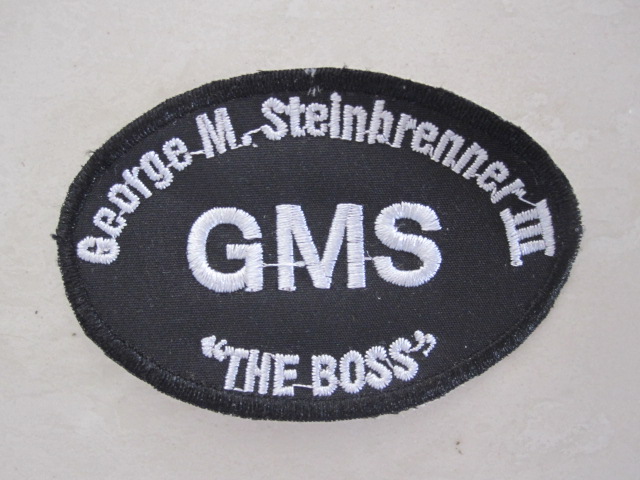 George M. Steinbrenner III
GMS
"THE BOSS"